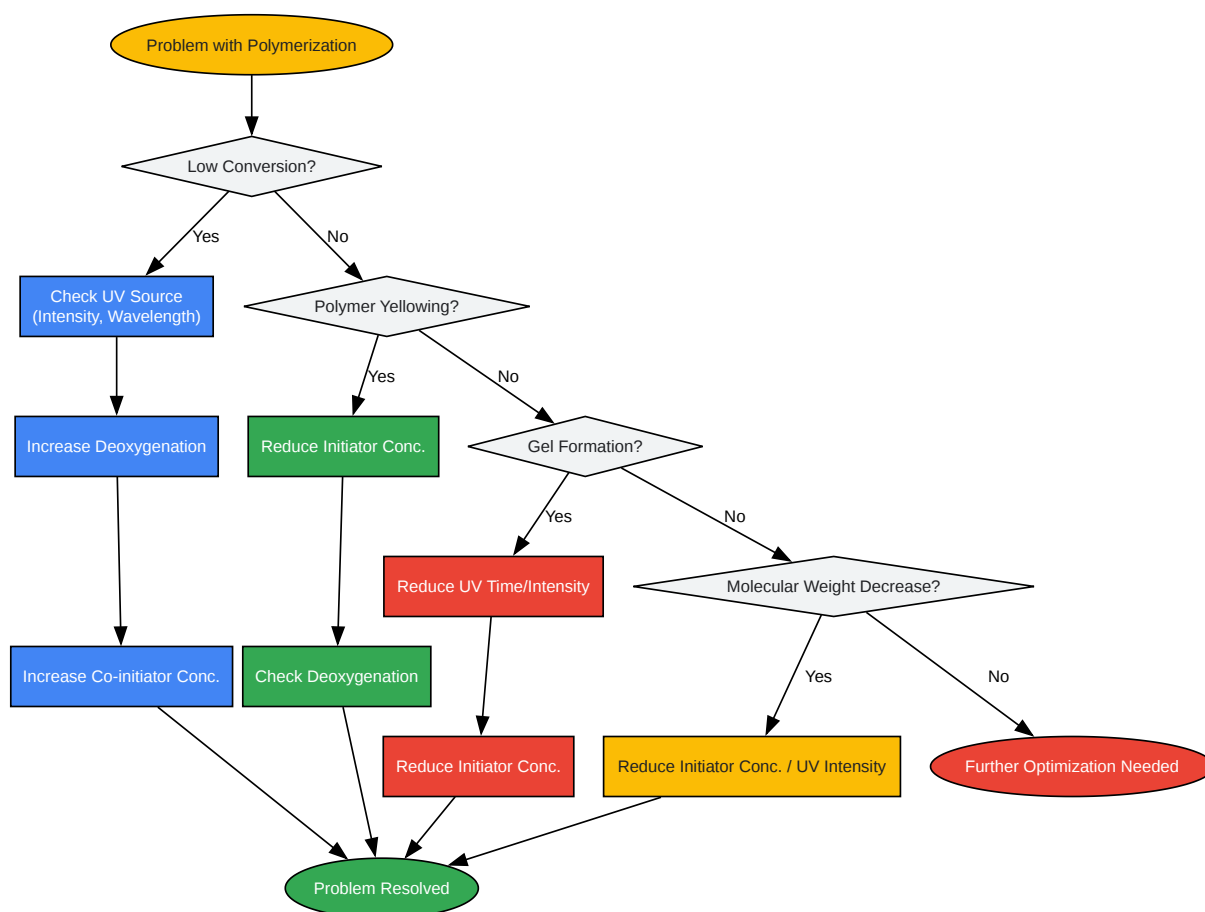 Problem with Polymerization
Low Conversion?
Yes
No
Check UV Source
(Intensity, Wavelength)
Polymer Yellowing?
Yes
No
Increase Deoxygenation
Reduce Initiator Conc.
Gel Formation?
Yes
No
Reduce UV Time/Intensity
Molecular Weight Decrease?
Increase Co-initiator Conc.
Check Deoxygenation
Yes
No
Reduce Initiator Conc.
Reduce Initiator Conc. / UV Intensity
Further Optimization Needed
Problem Resolved